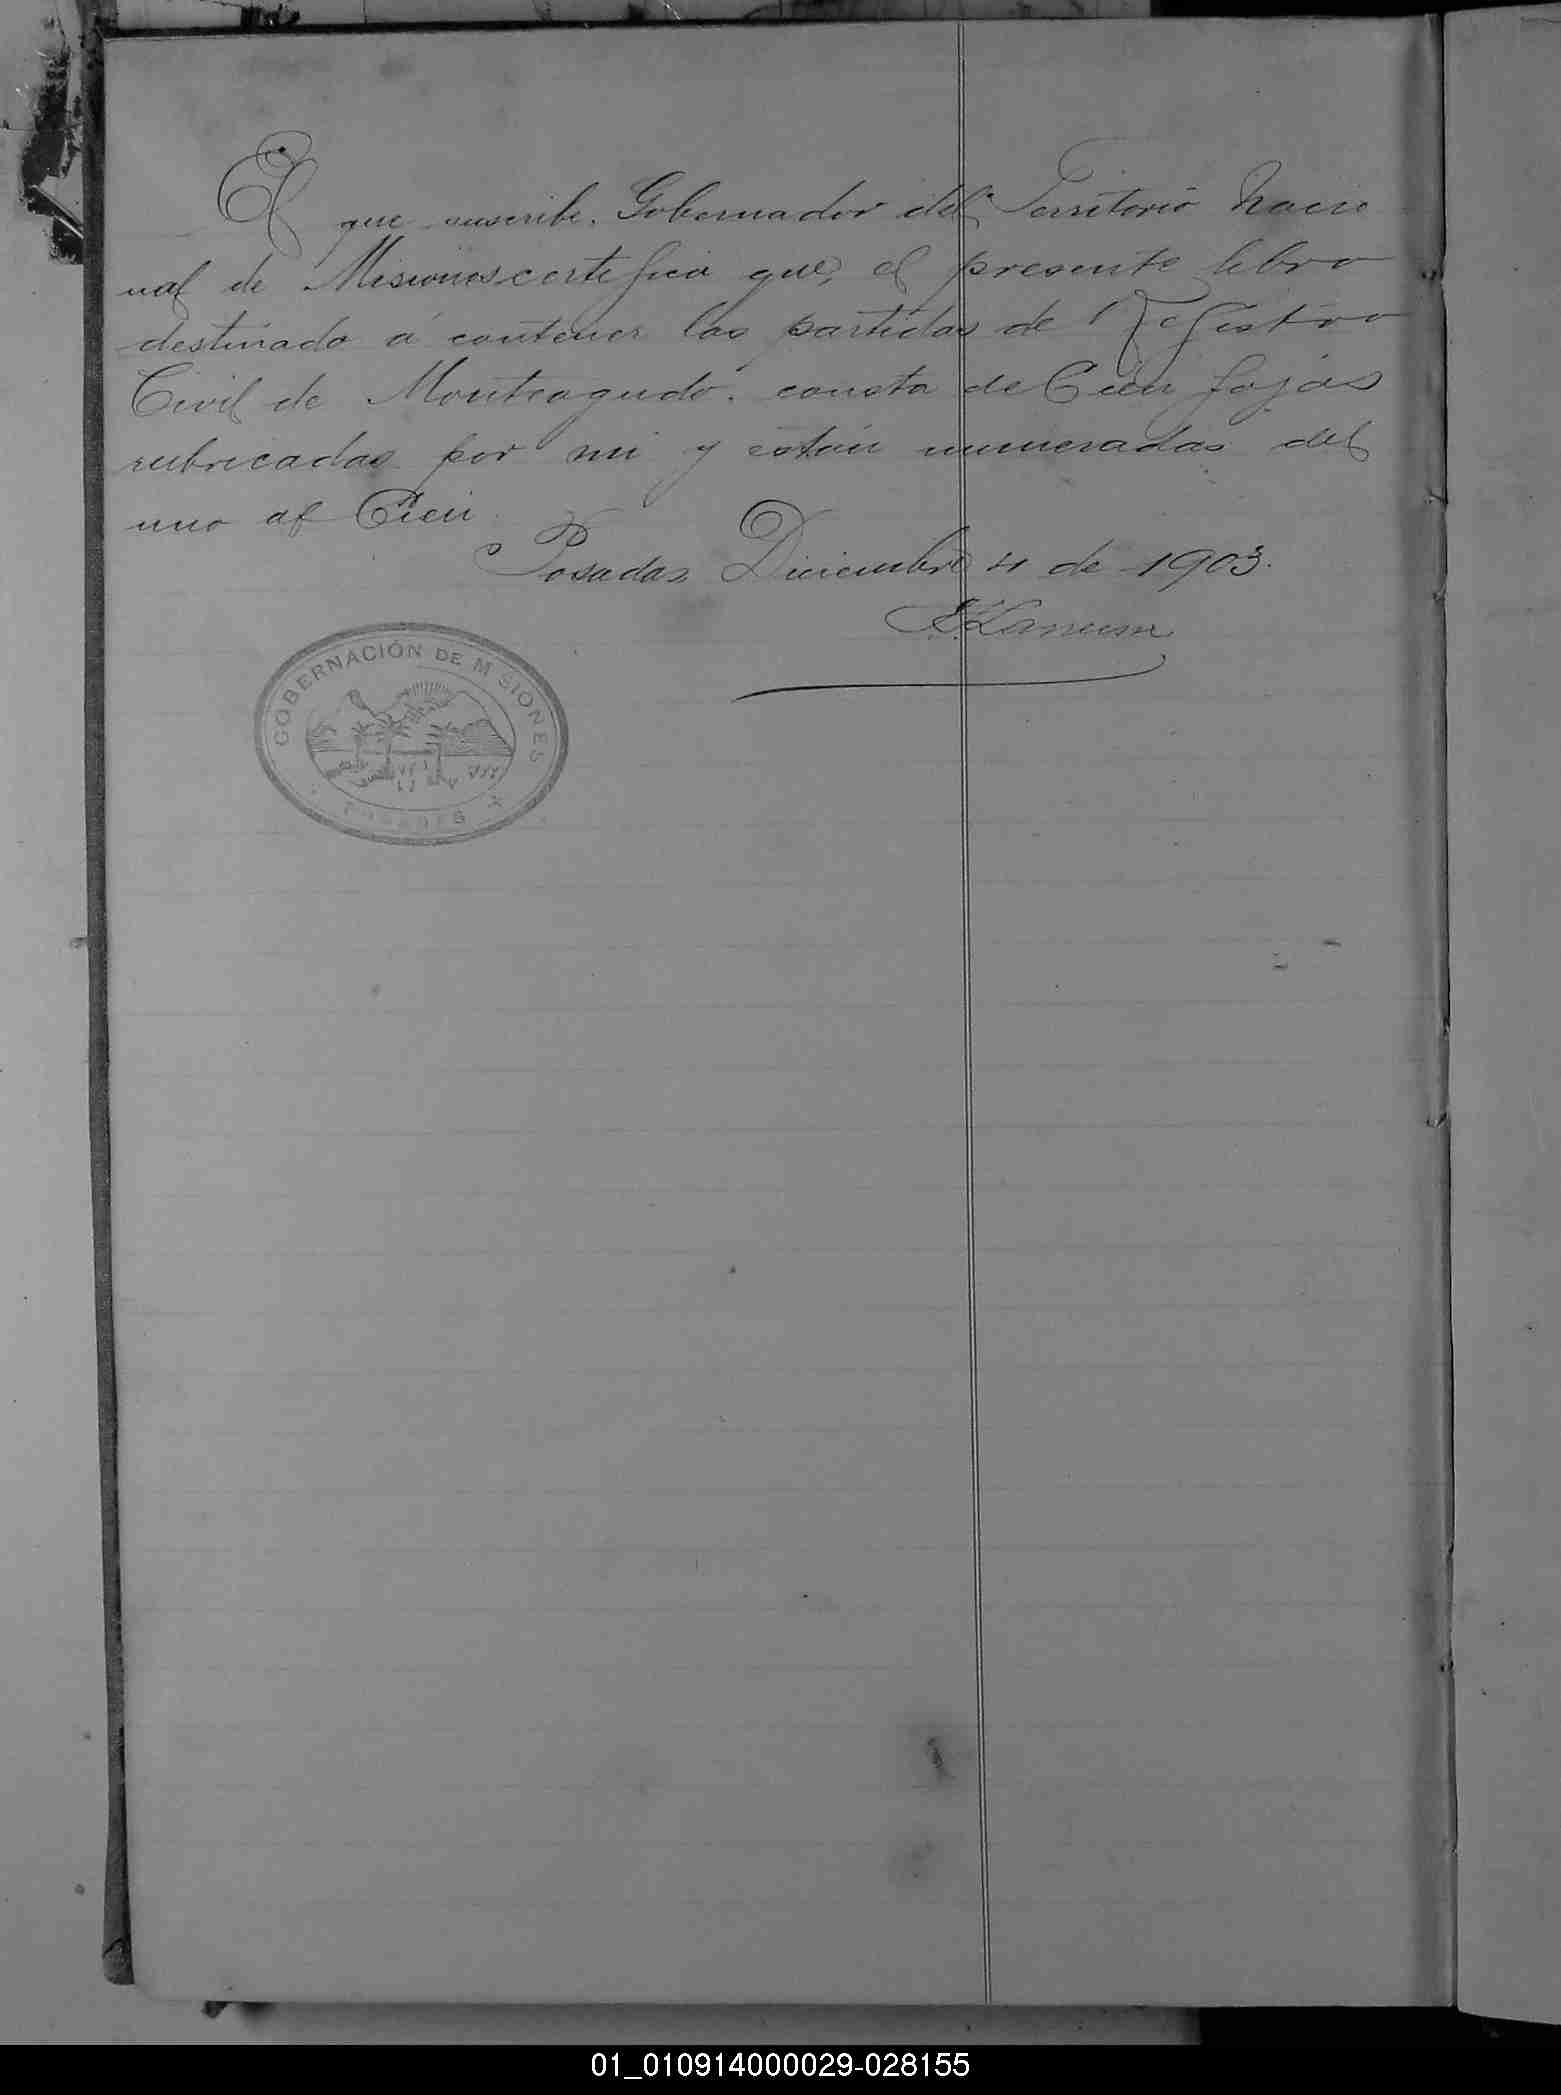 El que suscribe, Gobernador del Territorio Nacio
nal de Misiones certifica que, el presente libro
destinado á contener las partidas de Registro
Civil de Monteagudo, consta de Cien fojas
rubricadas por mi y están numeradas del
uno al Cien
Posadas Diciembre 4 de 1903.
GOBERNACIÓN DE MISIONES
POSADAS
01_010914000029-028155